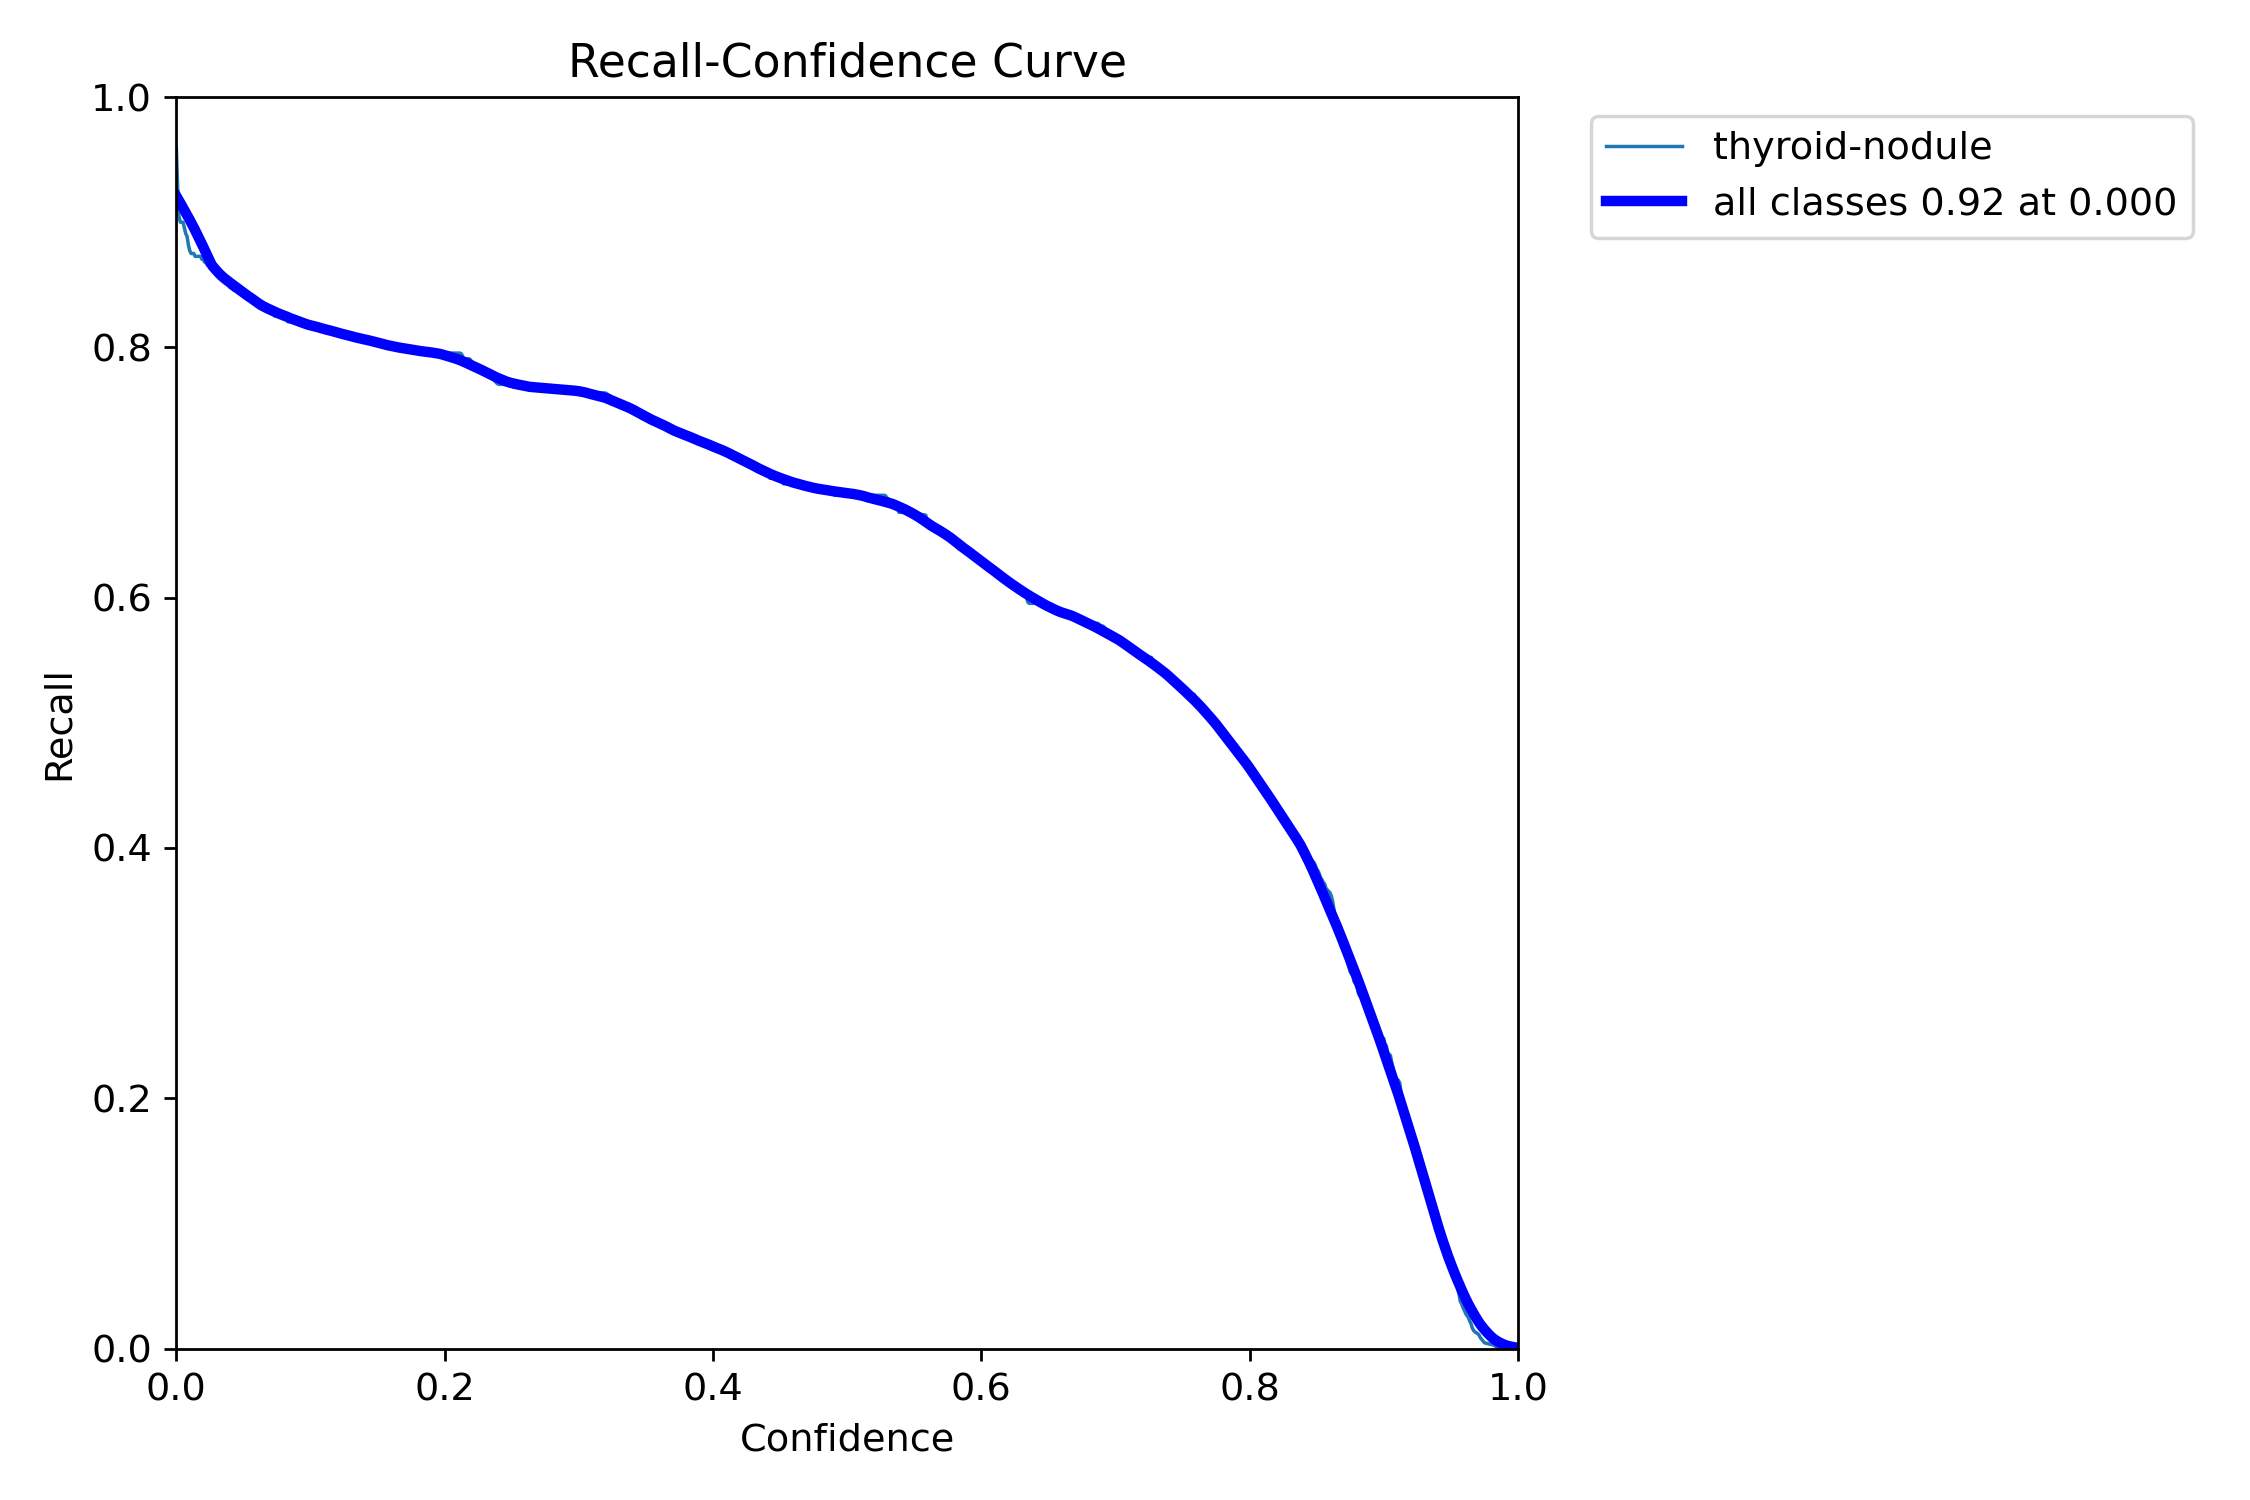 Recall-Confidence Curve
1.0
0.8
0.6
0.4
0.2
0.0
Recall
0.0 0.2 0.4 0.6 0.8 1.0
Confidence
thyroid-nodule
all classes 0.92 at 0.000